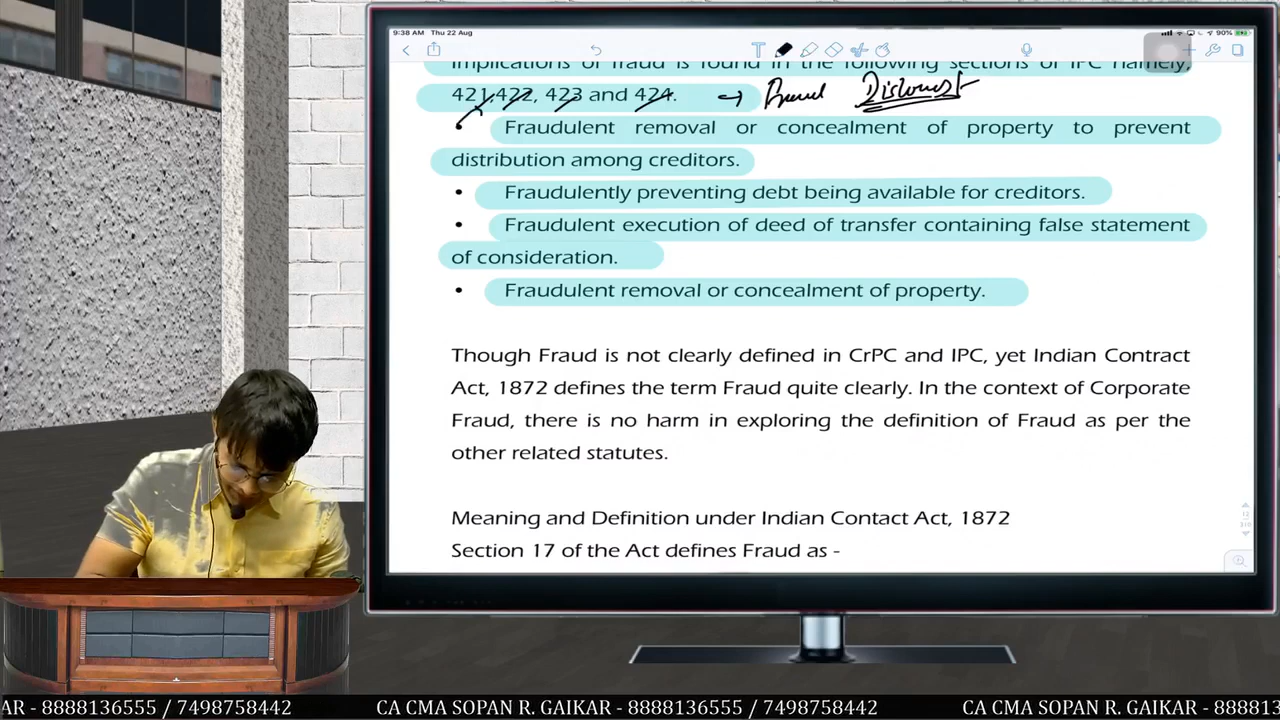 9:38 AM Thu 22 Aug
90%
Implications of fraud is found in the following sections of IPC namely,
421,422, 423 and 424. → Fraud Dishonest
• Fraudulent removal or concealment of property to prevent
distribution among creditors.
• Fraudulently preventing debt being available for creditors.
• Fraudulent execution of deed of transfer containing false statement
of consideration.
• Fraudulent removal or concealment of property.
Though Fraud is not clearly defined in CrPC and IPC, yet Indian Contract
Act, 1872 defines the term Fraud quite clearly. In the context of Corporate
Fraud, there is no harm in exploring the definition of Fraud as per the
other related statutes.
Meaning and Definition under Indian Contact Act, 1872
Section 17 of the Act defines Fraud as -
AR - 8888136555 / 7498758442 CA CMA SOPAN R. GAIKAR - 8888136555 / 7498758442 CA CMA SOPAN R. GAIKAR - 88881